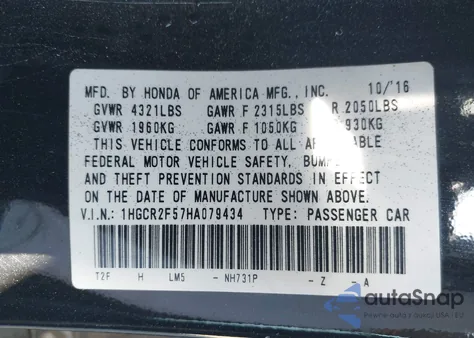 MFD. BY HONDA OF AMERICA MFG., INC. 10/'16
GVWR 4321LBS GAWR F 2315LBS R 2050LBS
GVWR 1960KG GAWR F 1050KG 930KG
THIS VEHICLE CONFORMS TO ALL
FEDERAL MOTOR VEHICLE SAFETY,
AND THEFT PREVENTION STANDARDS IN EFFECT
ON THE DATE OF MANUFACTURE SHOWN ABOVE.
V.I.N.: 1HGCR2F57HA079434 TYPE: PASSENGER CAR
T2F H LM5 - NH731P - Z A
autoSnap